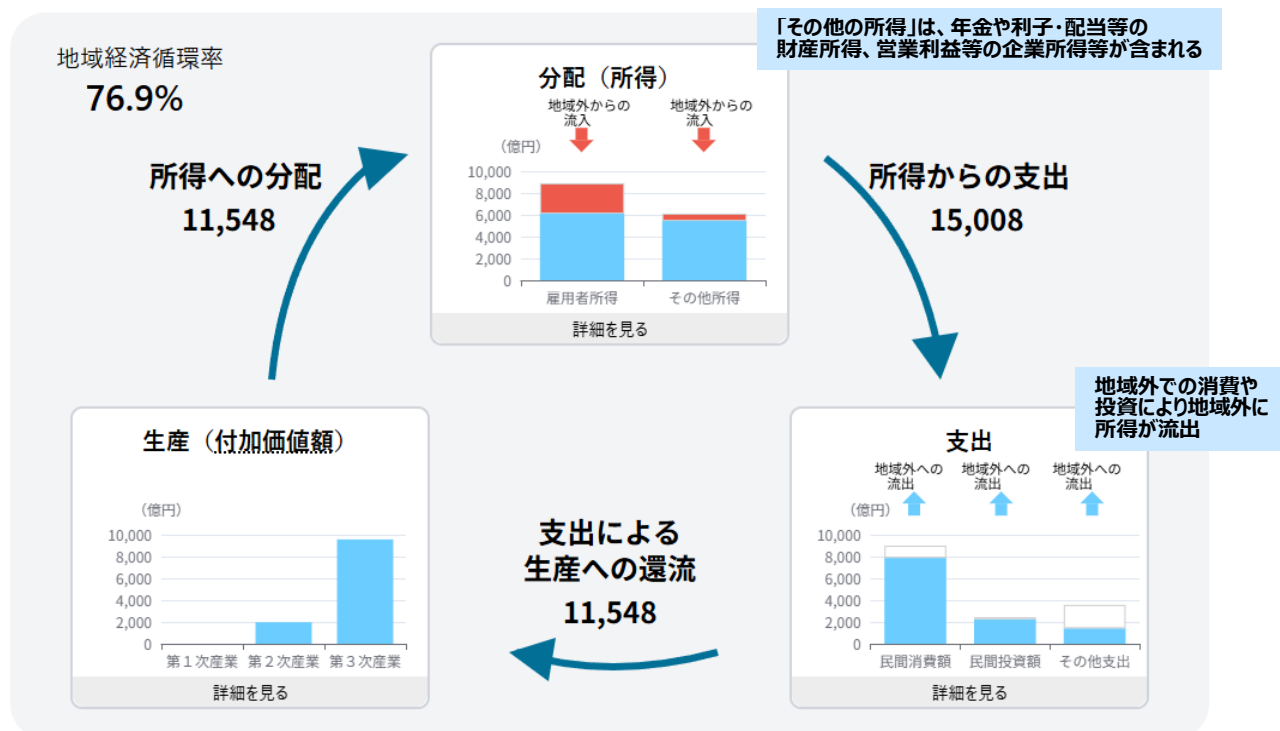 「その他の所得」は、年金や利子・配当等の
財産所得、営業利益等の企業所得等が含まれる
地域経済循環率
76.9%
分配（所得）
地域外からの
流入
地域外からの
流入
（億円）
10,000
8,000
6,000
4,000
2,000
0
雇用者所得
その他所得
詳細を見る
所得への分配
11,548
所得からの支出
15,008
地域外での消費や
投資により地域外に
所得が流出
生産（付加価値額）
（億円）
10,000
8,000
6,000
4,000
2,000
0
第１次産業
第２次産業
第３次産業
詳細を見る
支出による
生産への還流
11,548
支出
地域外への
流出
地域外への
流出
地域外への
流出
（億円）
10,000
8,000
6,000
4,000
2,000
0
民間消費額
民間投資額
その他支出
詳細を見る